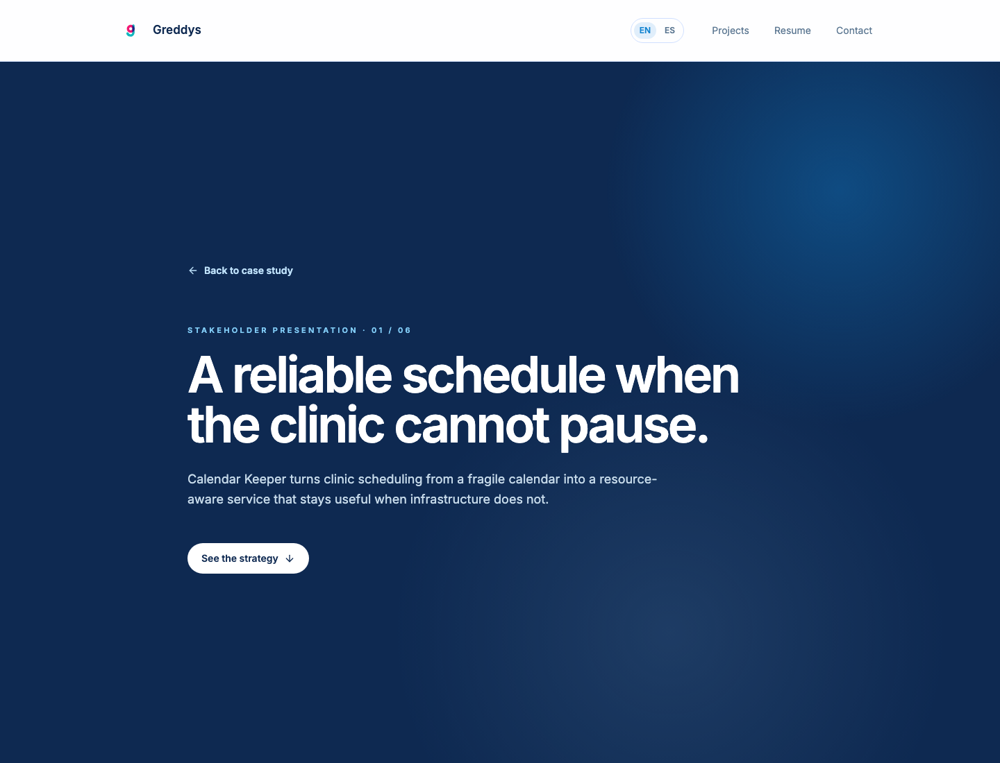 g Greddys
EN ES Projects Resume Contact
← Back to case study
STAKEHOLDER PRESENTATION · 01 / 06
A reliable schedule when
the clinic cannot pause.
Calendar Keeper turns clinic scheduling from a fragile calendar into a resource-
aware service that stays useful when infrastructure does not.
See the strategy ↓